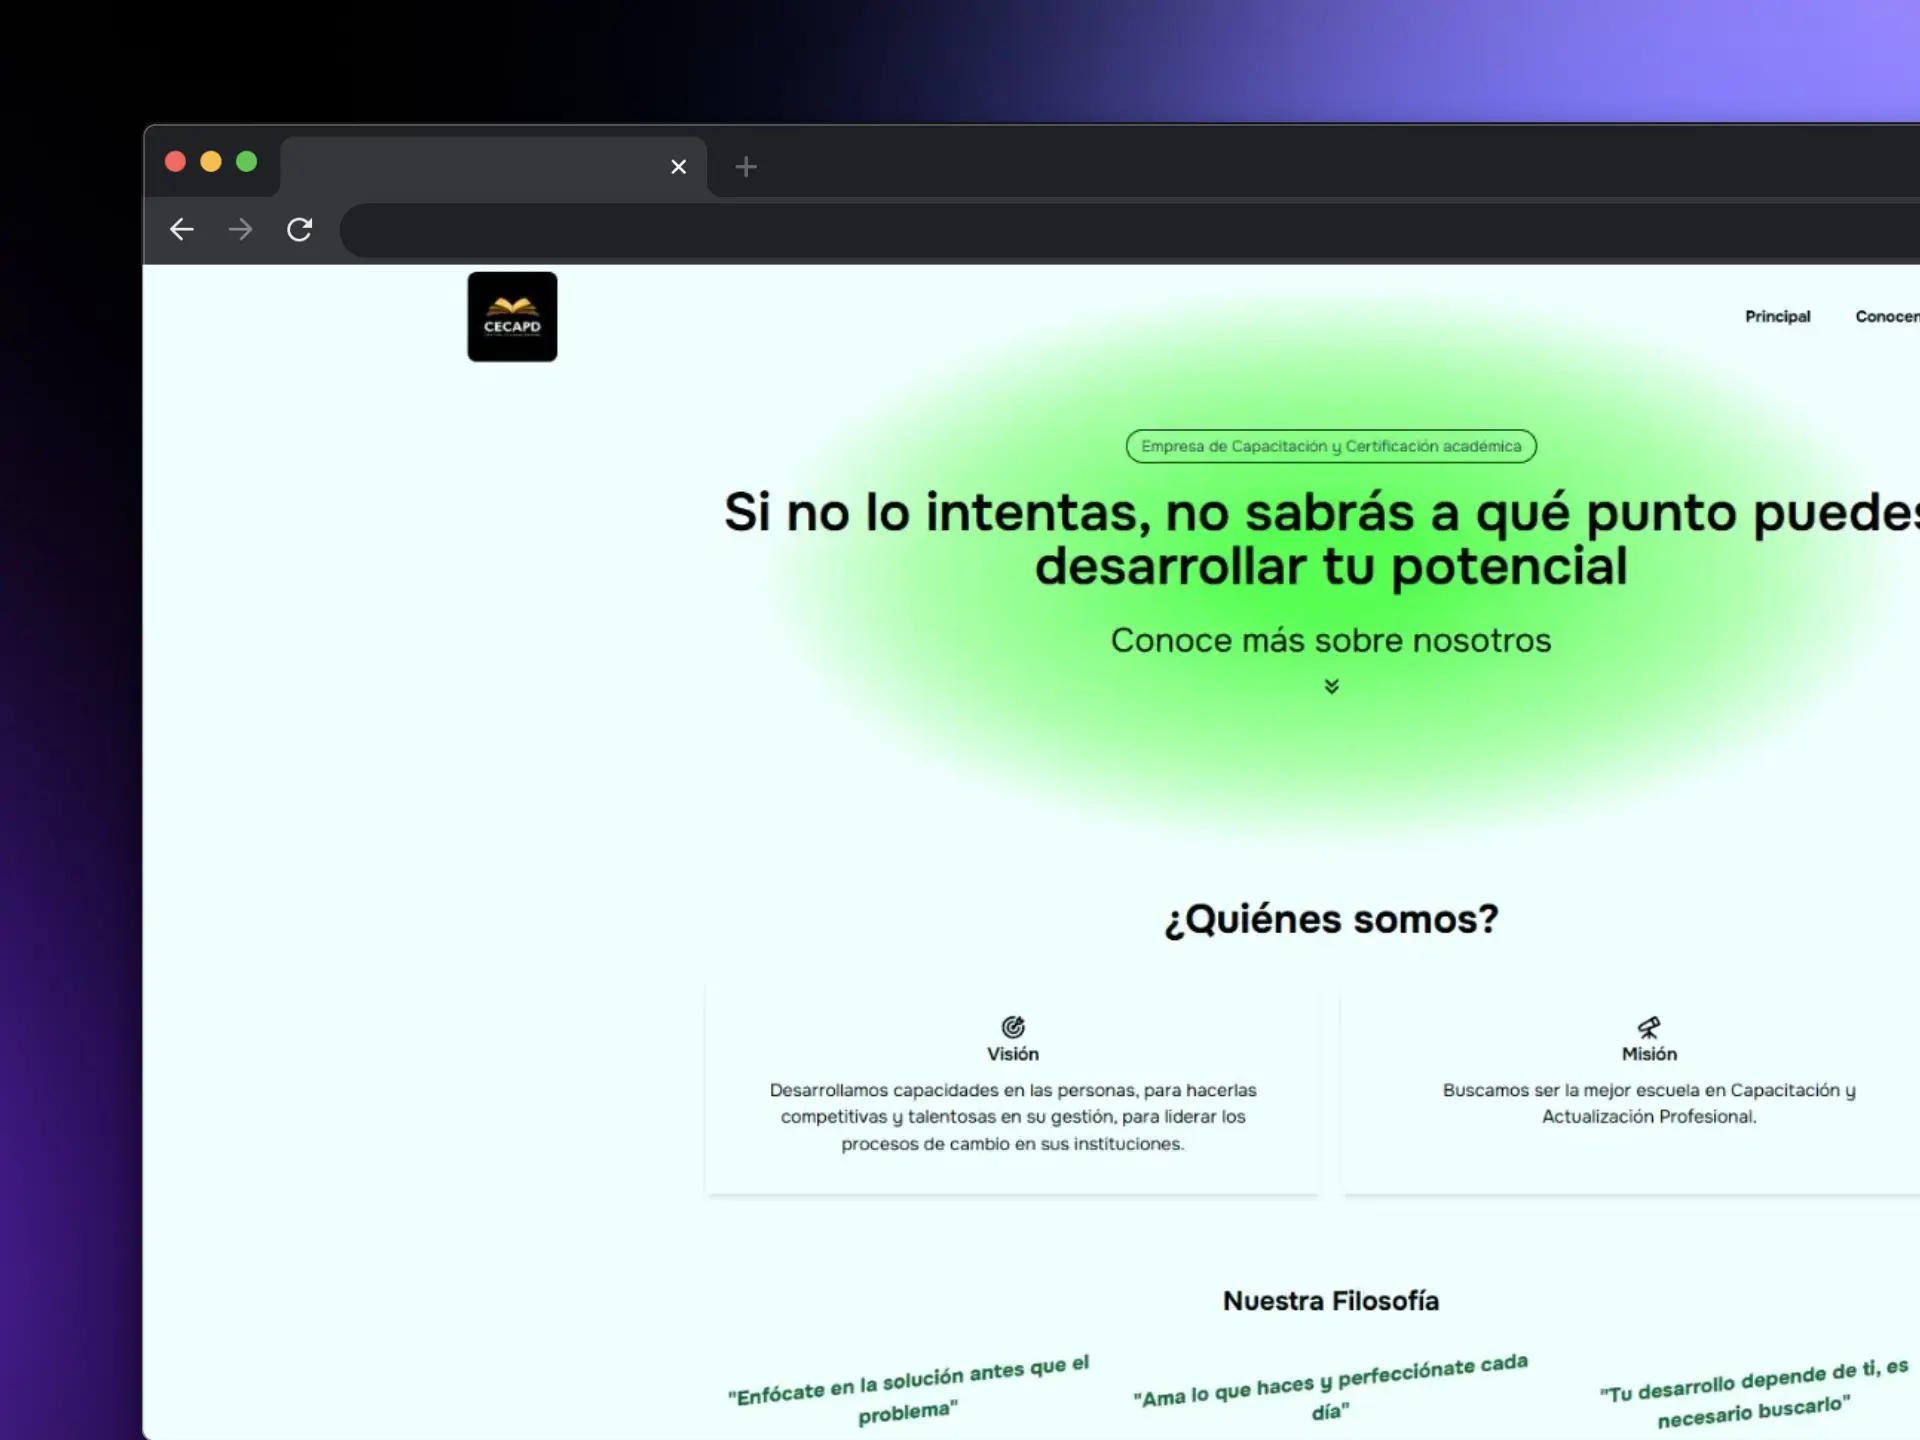 CECAPD
Principal
Empresa de Capacitación y Certificación académica
Si no lo intentas, no sabrás a qué punto puedes
desarrollar tu potencial
Conoce más sobre nosotros
¿Quiénes somos?
Visión
Desarrollamos capacidades en las personas, para hacerlas
competitivas y talentosas en su gestión, para liderar los
procesos de cambio en sus instituciones.
Misión
Buscamos ser la mejor escuela en Capacitación y
Actualización Profesional.
Nuestra Filosofía
"Enfócate en la solución antes que el
problema"
"Ama lo que haces y perfecciónate cada
día"
"Tu desarrollo depende de ti, es
necesario buscarlo"